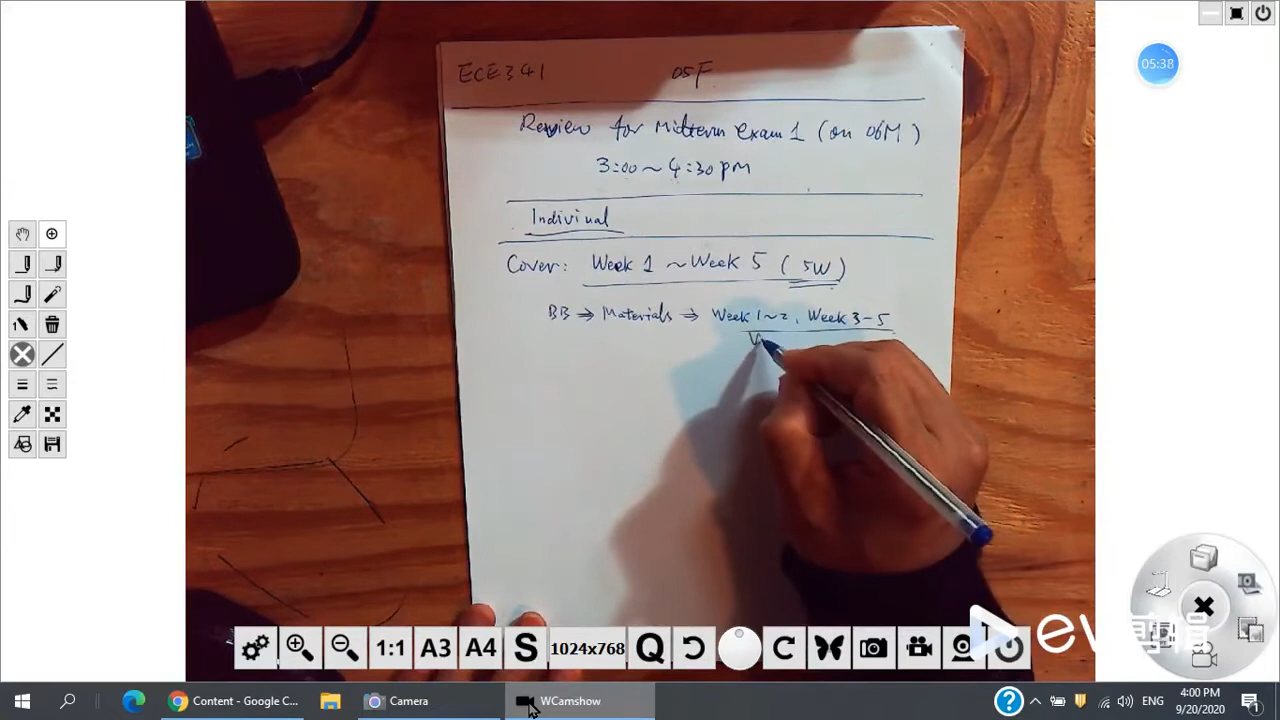 05:38
ECE341 05F
Review for Midterm exam 1 (on 06M)
3:00 ~ 4:30 pm
Indiviual
Cover: Week 1 ~ Week 5 (5W)
BB ⇒ Materials ⇒ Week 1~2, Week 3-5
1:1 A3 A4 S 1024x768 Q
Content - Google C...
Camera
WCamshow
ENG
4:00 PM
9/20/2020
1